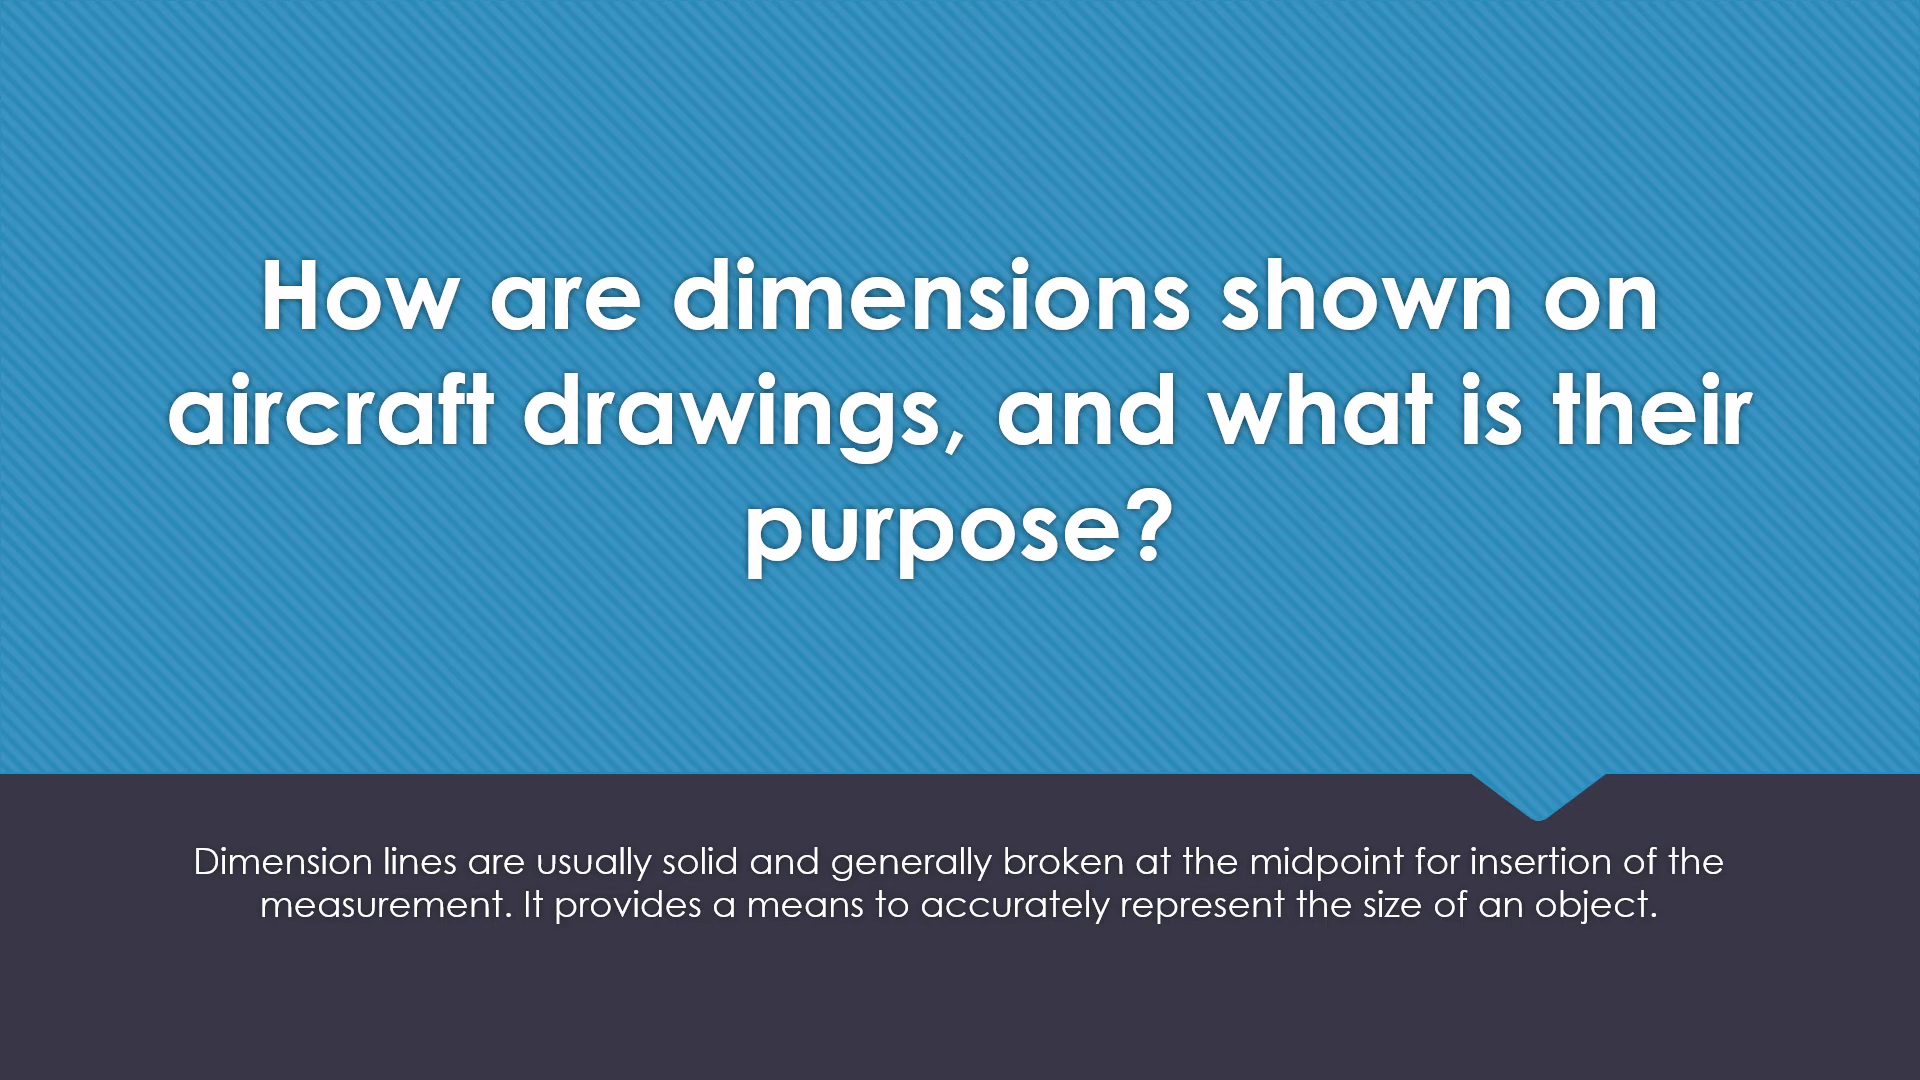 How are dimensions shown on
aircraft drawings, and what is their
purpose?
Dimension lines are usually solid and generally broken at the midpoint for insertion of the
measurement. It provides a means to accurately represent the size of an object.